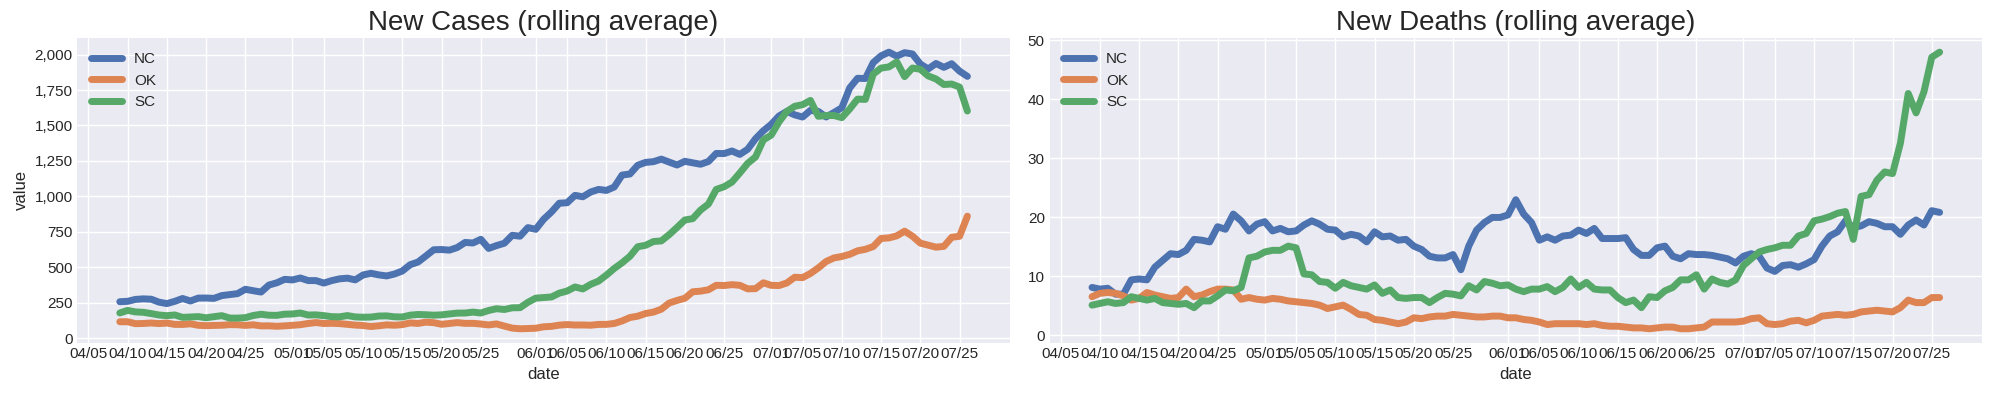 New Cases (rolling average)
NC
OK
SC
value
2,000
1,750
1,500
1,250
1,000
750
500
250
0
04/05 04/10 04/15 04/20 04/25 05/01 05/05 05/10 05/15 05/20 05/25 06/01 06/05 06/10 06/15 06/20 06/25 07/01 07/05 07/10 07/15 07/20 07/25
date
New Deaths (rolling average)
NC
OK
SC
50
40
30
20
10
0
04/05 04/10 04/15 04/20 04/25 05/01 05/05 05/10 05/15 05/20 05/25 06/01 06/05 06/10 06/15 06/20 06/25 07/01 07/05 07/10 07/15 07/20 07/25
date